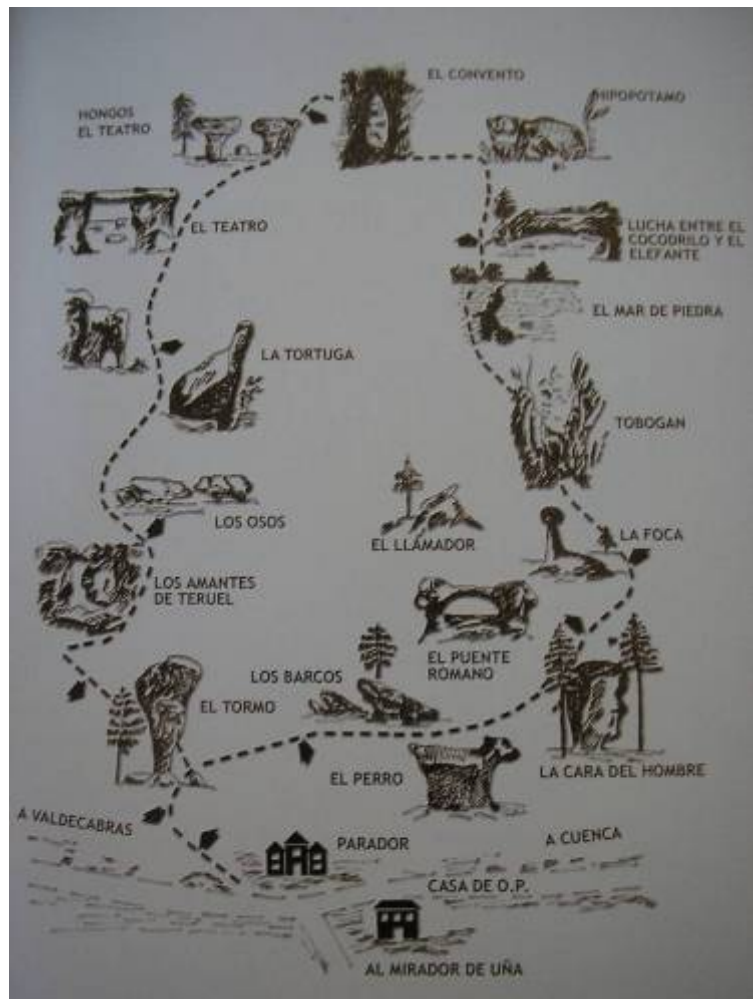 EL CONVENTO
HIPOPOTAMO
HONGOS
EL TEATRO
EL TEATRO
LUCHA ENTRE EL
COCODRILO Y EL
ELEFANTE
EL MAR DE PIEDRA
LA TORTUGA
TOBOGAN
LOS OSOS
EL LLAMADOR
LA FOCA
LOS AMANTES
DE TERUEL
EL PUENTE
ROMANO
LOS BARCOS
EL TORMO
LA CARA DEL HOMBRE
EL PERRO
A VALDECABRAS
PARADOR
A CUENCA
CASA DE O.P.
AL MIRADOR DE UÑA